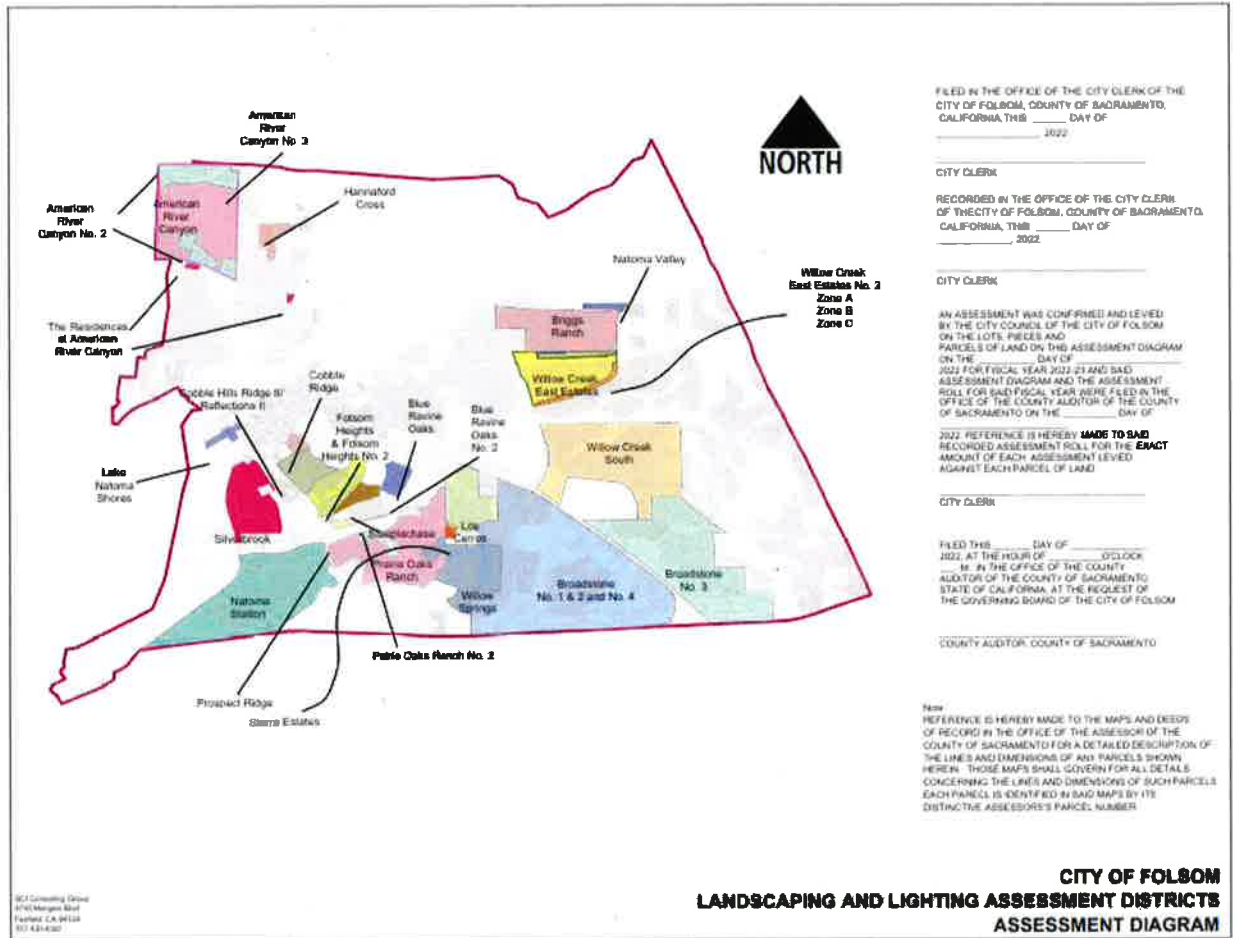 American
River
Canyon No. 3
NORTH
Hannaford
Cross
American
River
Canyon
American
River
Canyon No. 2
Natoma Valley
Willow Creek
East Estates No. 2
Zone A
Zone B
Zone C
The Residences
at American
River Canyon
Briggs
Ranch
Willow Creek
East Estates
Cobble Hills Ridge II/
Reflections II
Cobble
Ridge
Folsom
Heights
& Folsom
Heights No. 2
Blue
Ravine
Oaks
Blue
Ravine
Oaks
No. 2
Willow Creek
South
Lake
Natoma
Shores
Silverbrook
Steeplechase
Los
Cerros
Prairie Oaks
Ranch
Natoma
Station
Willow
Springs
Broadstone
No. 1 & 2 and No. 4
Broadstone
No. 3
Prospect Ridge
Sierra Estates
Oaks Ranch No. 2
FILED IN THE OFFICE OF THE CITY CLERK OF THE
CITY OF FOLSOM, COUNTY OF SACRAMENTO,
CALIFORNIA, THIS ______ DAY OF
____________, 2022
CITY CLERK
RECORDED IN THE OFFICE OF THE CITY CLERK
OF THECITY OF FOLSOM, COUNTY OF SACRAMENTO,
CALIFORNIA, THIS ______ DAY OF
____________, 2022
CITY CLERK
AN ASSESSMENT WAS CONFIRMED AND LEVIED
BY THE CITY COUNCIL OF THE CITY OF FOLSOM
ON THE LOTS, PIECES AND
PARCELS OF LAND ON THIS ASSESSMENT DIAGRAM
ON THE ________ DAY OF ____________
2022 FOR FISCAL YEAR 2022-23 AND SAID
ASSESSMENT DIAGRAM AND THE ASSESSMENT
ROLL FOR SAID FISCAL YEAR WERE FILED IN THE
OFFICE OF THE COUNTY AUDITOR OF THE COUNTY
OF SACRAMENTO ON THE ________ DAY OF
____________
2022. REFERENCE IS HEREBY MADE TO SAID
RECORDED ASSESSMENT ROLL FOR THE EXACT
AMOUNT OF EACH ASSESSMENT LEVIED
AGAINST EACH PARCEL OF LAND
CITY CLERK
FILED THIS ______ DAY OF ____________
2022, AT THE HOUR OF ________ O'CLOCK
____ M. IN THE OFFICE OF THE COUNTY
AUDITOR OF THE COUNTY OF SACRAMENTO
STATE OF CALIFORNIA, AT THE REQUEST OF
THE GOVERNING BOARD OF THE CITY OF FOLSOM
COUNTY AUDITOR, COUNTY OF SACRAMENTO
Note
REFERENCE IS HEREBY MADE TO THE MAPS AND DEEDS
OF RECORD IN THE OFFICE OF THE ASSESSOR OF THE
COUNTY OF SACRAMENTO FOR A DETAILED DESCRIPTION OF
THE LINES AND DIMENSIONS OF ANY PARCELS SHOWN
HEREIN. THOSE MAPS SHALL GOVERN FOR ALL DETAILS
CONCERNING THE LINES AND DIMENSIONS OF SUCH PARCELS
EACH PARCEL IS IDENTIFIED IN SAID MAPS BY ITS
DISTINCTIVE ASSESSORS'S PARCEL NUMBER
CITY OF FOLSOM
LANDSCAPING AND LIGHTING ASSESSMENT DISTRICTS
ASSESSMENT DIAGRAM
SCI Consulting Group